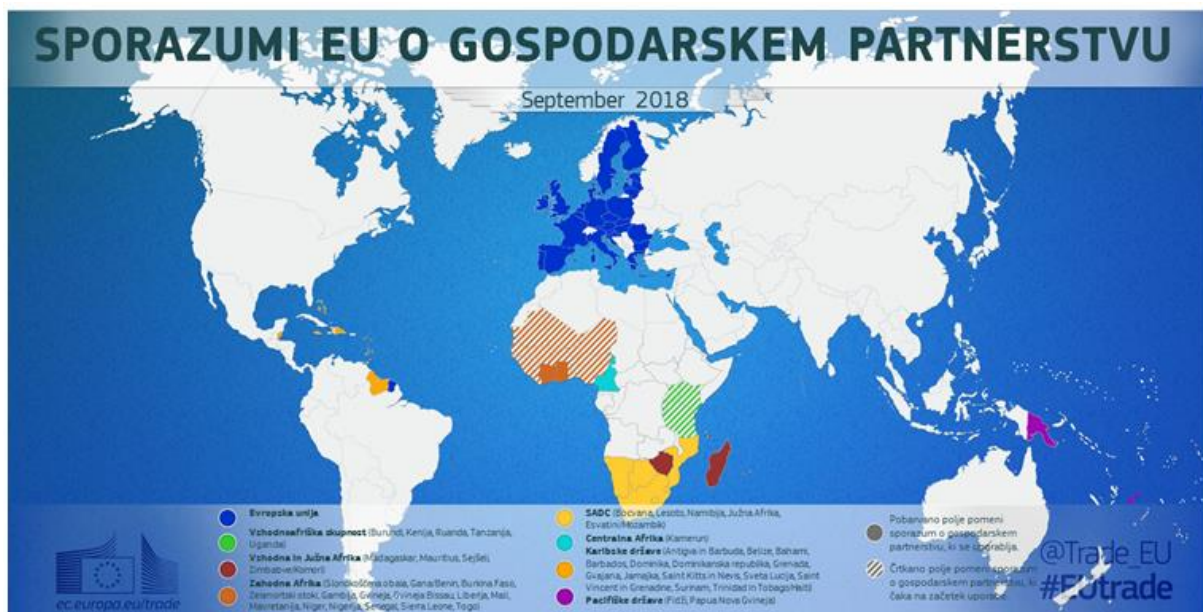 SPORAZUMI EU O GOSPODARSKEM PARTNERSTVU
September 2018
Evropska unija
Vzhodnoafriška skupnost (Burundi, Kenija, Ruanda, Tanzanija,
Uganda)
Vzhodna in Južna Afrika (Madagaskar, Mauritius, Sejšeli,
Zimbabve/Komori)
Zahodna Afrika (Slonokoščena obala, Gana/Benin, Burkina Faso,
Zelenortski otoki, Gambija, Gvineja, Gvineja Bissau, Liberija, Mali,
Mavretanija, Niger, Nigerija, Senegal, Sierra Leone, Togo)
SADC (Bocvana, Lesoto, Namibija, Južna Afrika,
Esvatini/Mozambik)
Centralna Afrika (Kamerun)
Karibske države (Antigva in Barbuda, Belize, Bahami,
Barbados, Dominika, Dominikanska republika, Grenada,
Gvajana, Jamajka, Saint Kitts in Nevis, Sveta Lucija, Saint
Vincent in Grenadine, Surinam, Trinidad in Tobago/Haiti)
Pacifiške države (Fidži, Papua Nova Gvineja)
Pobarvano polje pomeni
sporazum o gospodarskem
partnerstvu, ki se uporablja.
Črtkano polje pomeni sporazum
o gospodarskem partnerstvu, ki
čaka na začetek uporabe.
@Trade_EU
#EUtrade
ec.europa.eu/trade